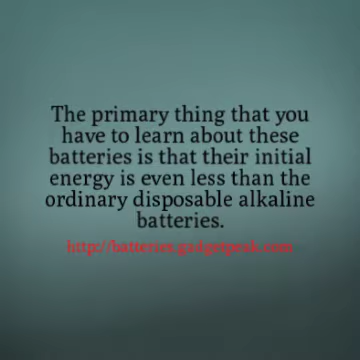 The primary thing that you
have to learn about these
batteries is that their initial
energy is even less than the
ordinary disposable alkaline
batteries.
http://batteries.gadgetpeak.com